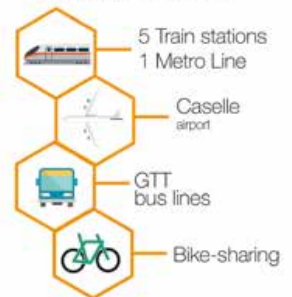 5 Train stations
1 Metro Line
Caselle
airport
GTT
bus lines
Bike-sharing